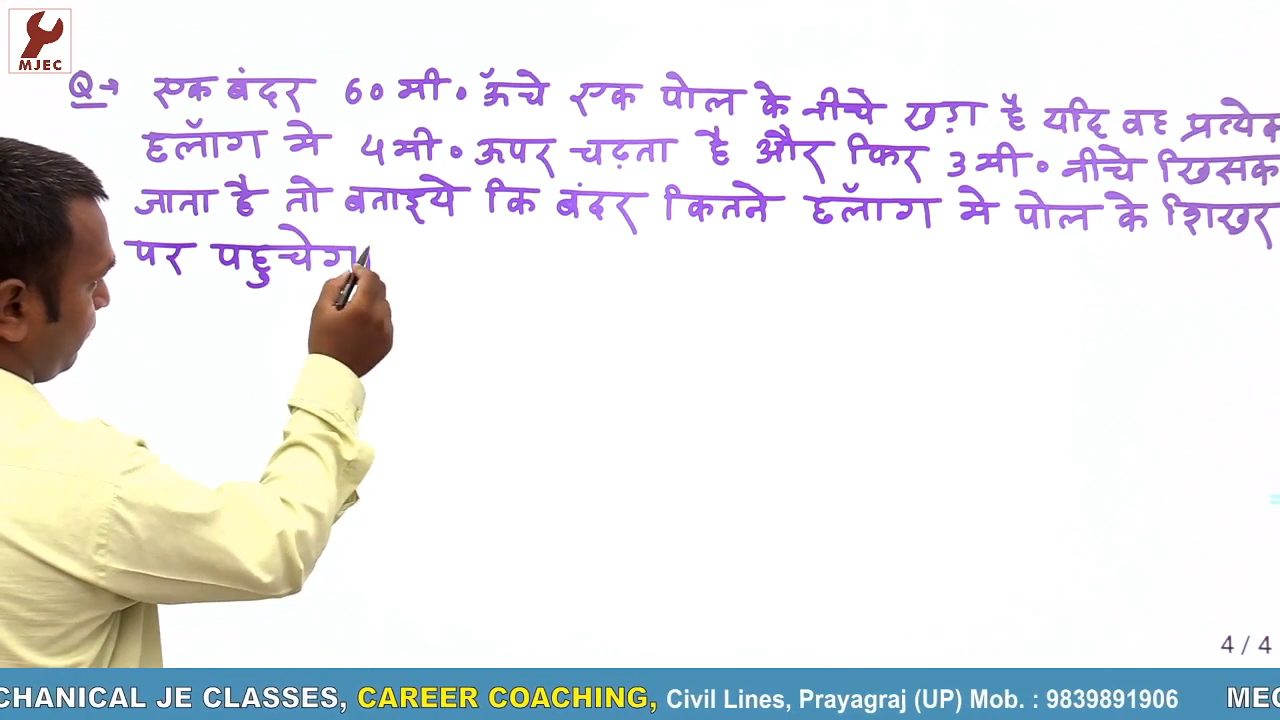 MJEC
Q→ एक बंदर 60 मी. ऊँचे एक पोल के नीचे खड़ा है यदि वह प्रत्येक
छलाँग मे 4 मी. ऊपर चढ़ता है और फिर 3 मी. नीचे खिसक
जाता है तो बताइये कि बंदर कितने छलाँग मे पोल के शिखर
पर पहुचेगा
4 / 4
CHANICAL JE CLASSES, CAREER COACHING, Civil Lines, Prayagraj (UP) Mob. : 9839891906 MEC